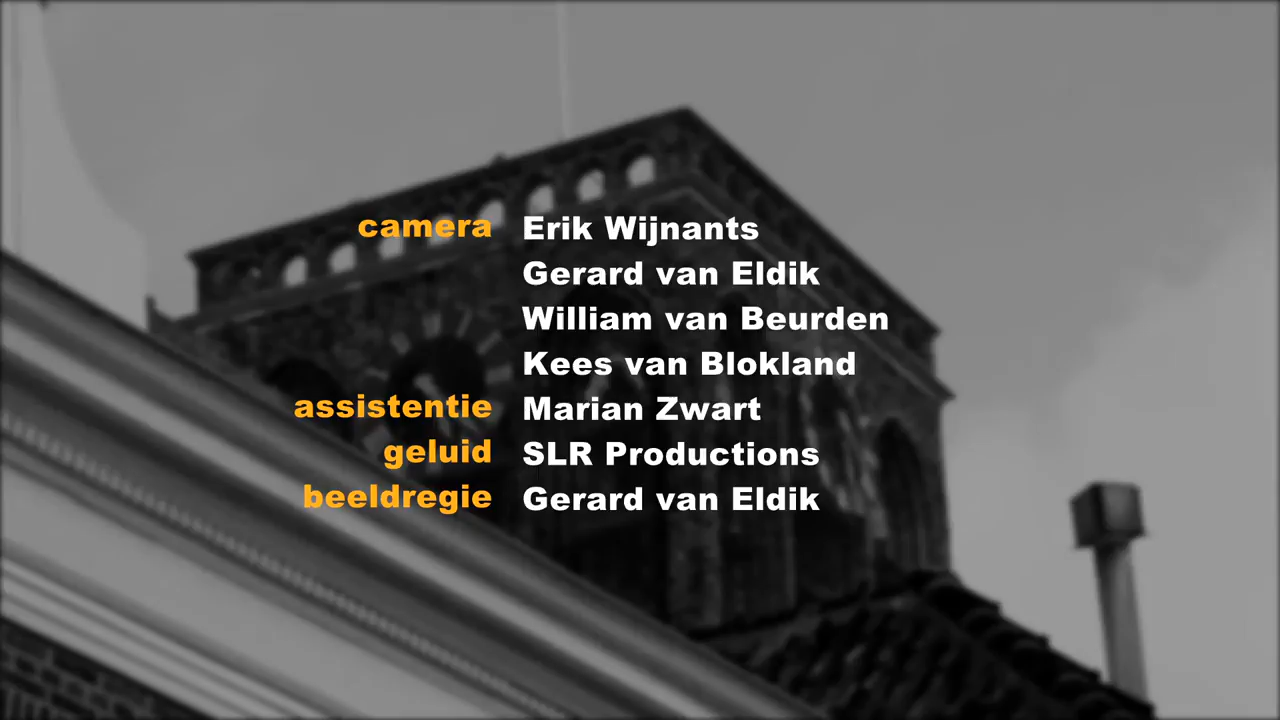 camera Erik Wijnants
Gerard van Eldik
William van Beurden
Kees van Blokland
assistentie Marian Zwart
geluid SLR Productions
beeldregie Gerard van Eldik